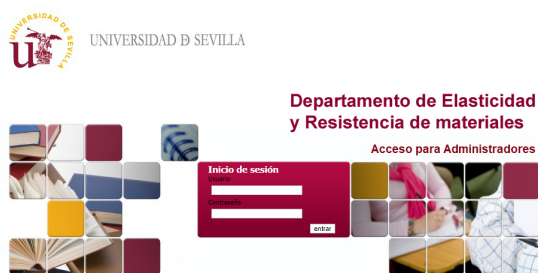 UNIVERSIDAD DE SEVILLA
U
UNIVERSIDAD Ð SEVILLA
Departamento de Elasticidad
y Resistencia de materiales
Acceso para Administradores
Inicio de sesión
Usuario
Contraseña
entrar